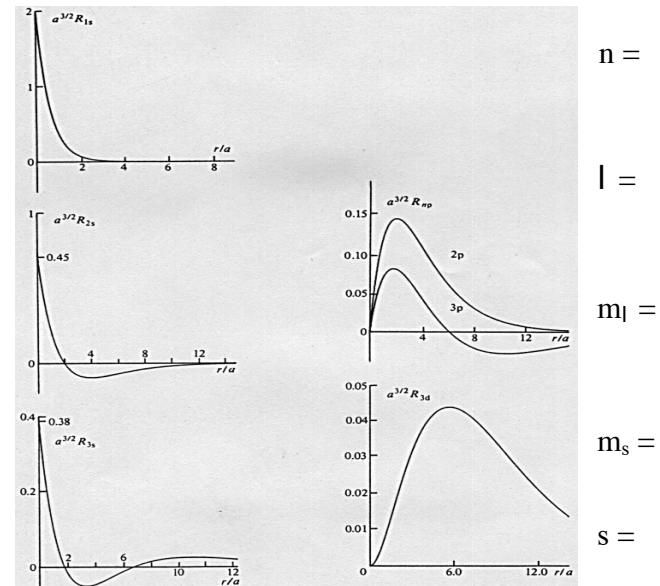 2
a^{3/2}R_{1s}
1
0
2
4
6
8
r/a
1
a^{3/2}R_{2s}
0.45
0
4
8
12
r/a
0.4
0.38
a^{3/2}R_{3s}
0.2
0
2
6
10
12
r/a
a^{3/2}R_{np}
0.15
0.10
0.05
0
2p
3p
4
12
r/a
0.05
a^{3/2}R_{3d}
0.04
0.03
0.02
0.01
0
6.0
12.0
r/a
n =
l =
m_l =
m_s =
s =